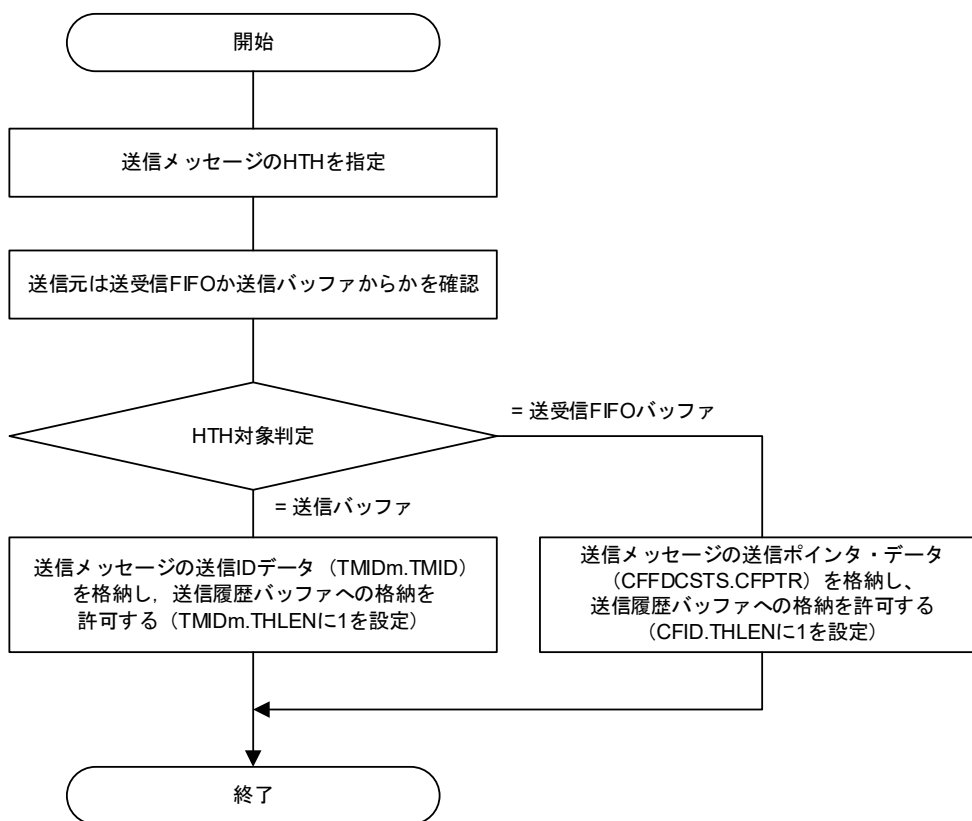 開始
送信メッセージのHTHを指定
送信元は送受信FIFOか送信バッファからかを確認
HTH対象判定
= 送受信FIFOバッファ
= 送信バッファ
送信メッセージの送信IDデータ（TMIDm.TMID）
を格納し，送信履歴バッファへの格納を
許可する（TMIDm.THLENに1を設定）
送信メッセージの送信ポインタ・データ
（CFFDCSTS.CFPTR）を格納し、
送信履歴バッファへの格納を許可する
（CFID.THLENに1を設定）
終了